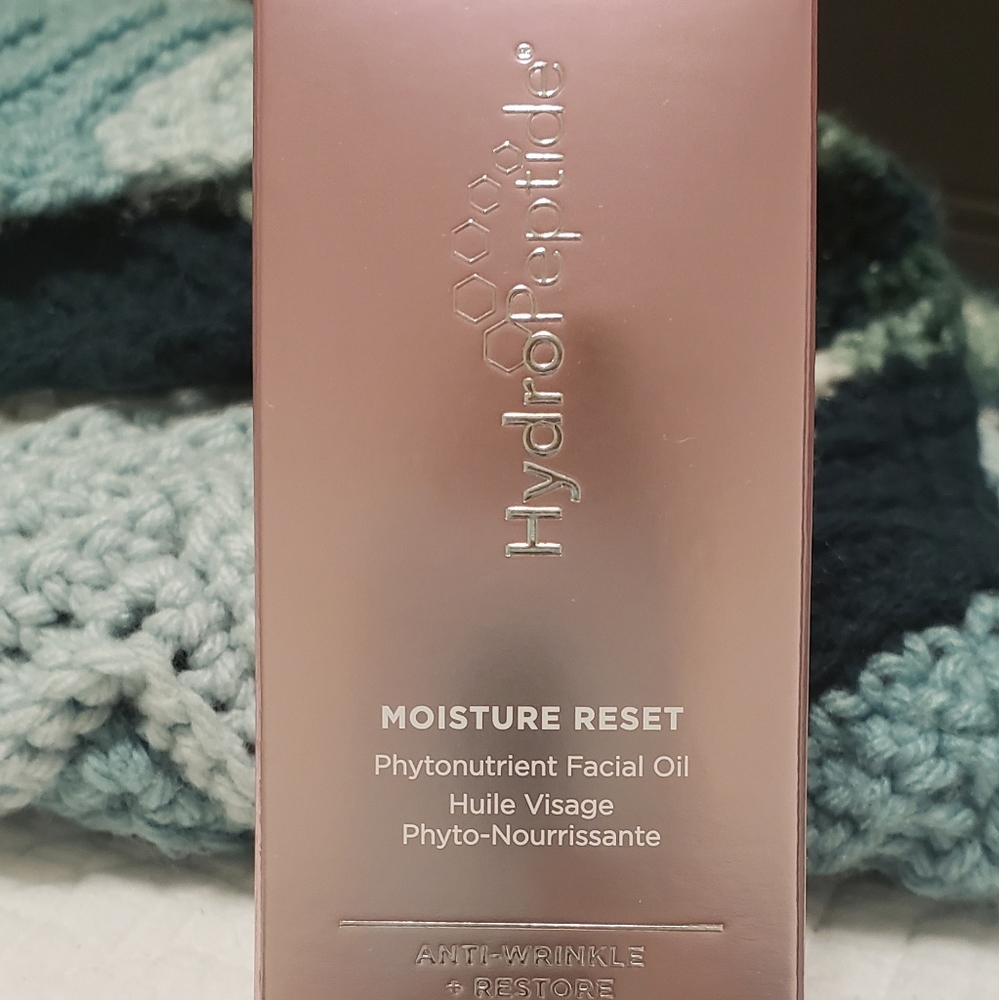 HydroPeptide®
MOISTURE RESET
Phytonutrient Facial Oil
Huile Visage
Phyto-Nourrissante
ANTI-WRINKLE
+ RESTORE